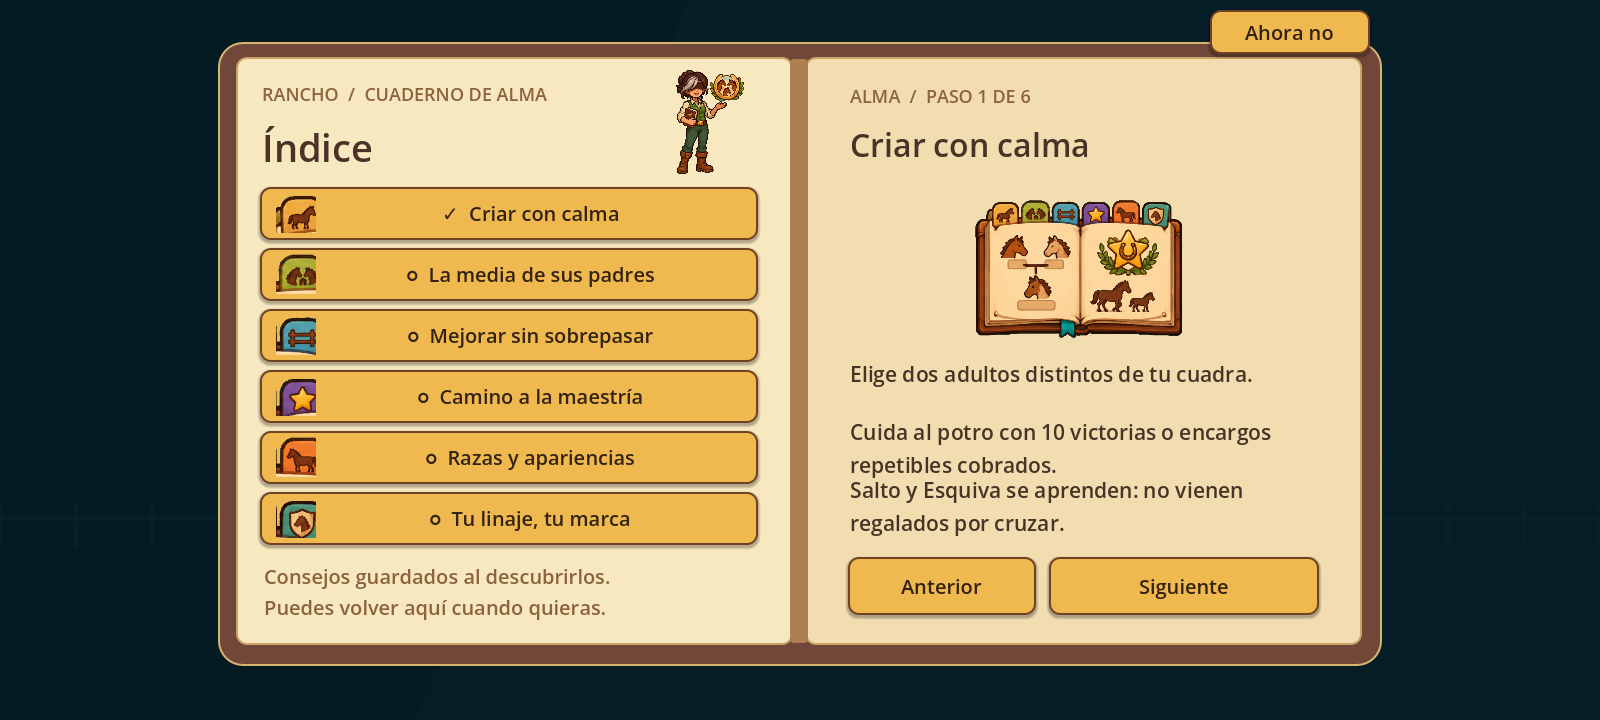 Ahora no
RANCHO / CUADERNO DE ALMA
Índice
✓ Criar con calma
La media de sus padres
Mejorar sin sobrepasar
Camino a la maestría
Razas y apariencias
Tu linaje, tu marca
Consejos guardados al descubrirlos.
Puedes volver aquí cuando quieras.
ALMA / PASO 1 DE 6
Criar con calma
Elige dos adultos distintos de tu cuadra.
Cuida al potro con 10 victorias o encargos
repetibles cobrados.
Salto y Esquiva se aprenden: no vienen
regalados por cruzar.
Anterior
Siguiente